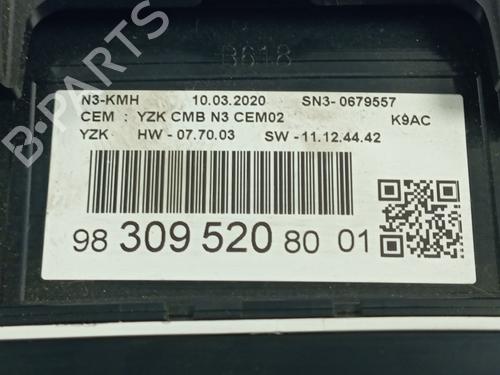 B618
N3-KMH 10.03.2020 SN3- 0679557
CEM : YZK CMB N3 CEM02 K9AC
YZK HW - 07.70.03 SW - 11.12.44.42
98 309 520 80 01
B-PARTS